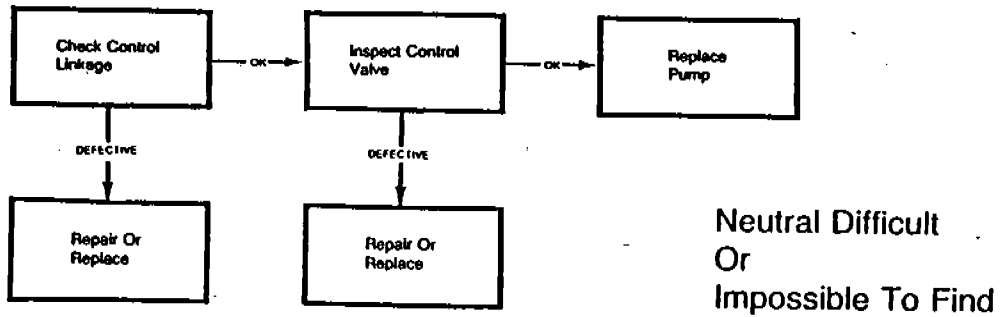 Check Control
Linkage
OK
Inspect Control
Valve
OK
Replace
Pump
DEFECTIVE
DEFECTIVE
Repair Or
Replace
Repair Or
Replace
Neutral Difficult
Or
Impossible To Find